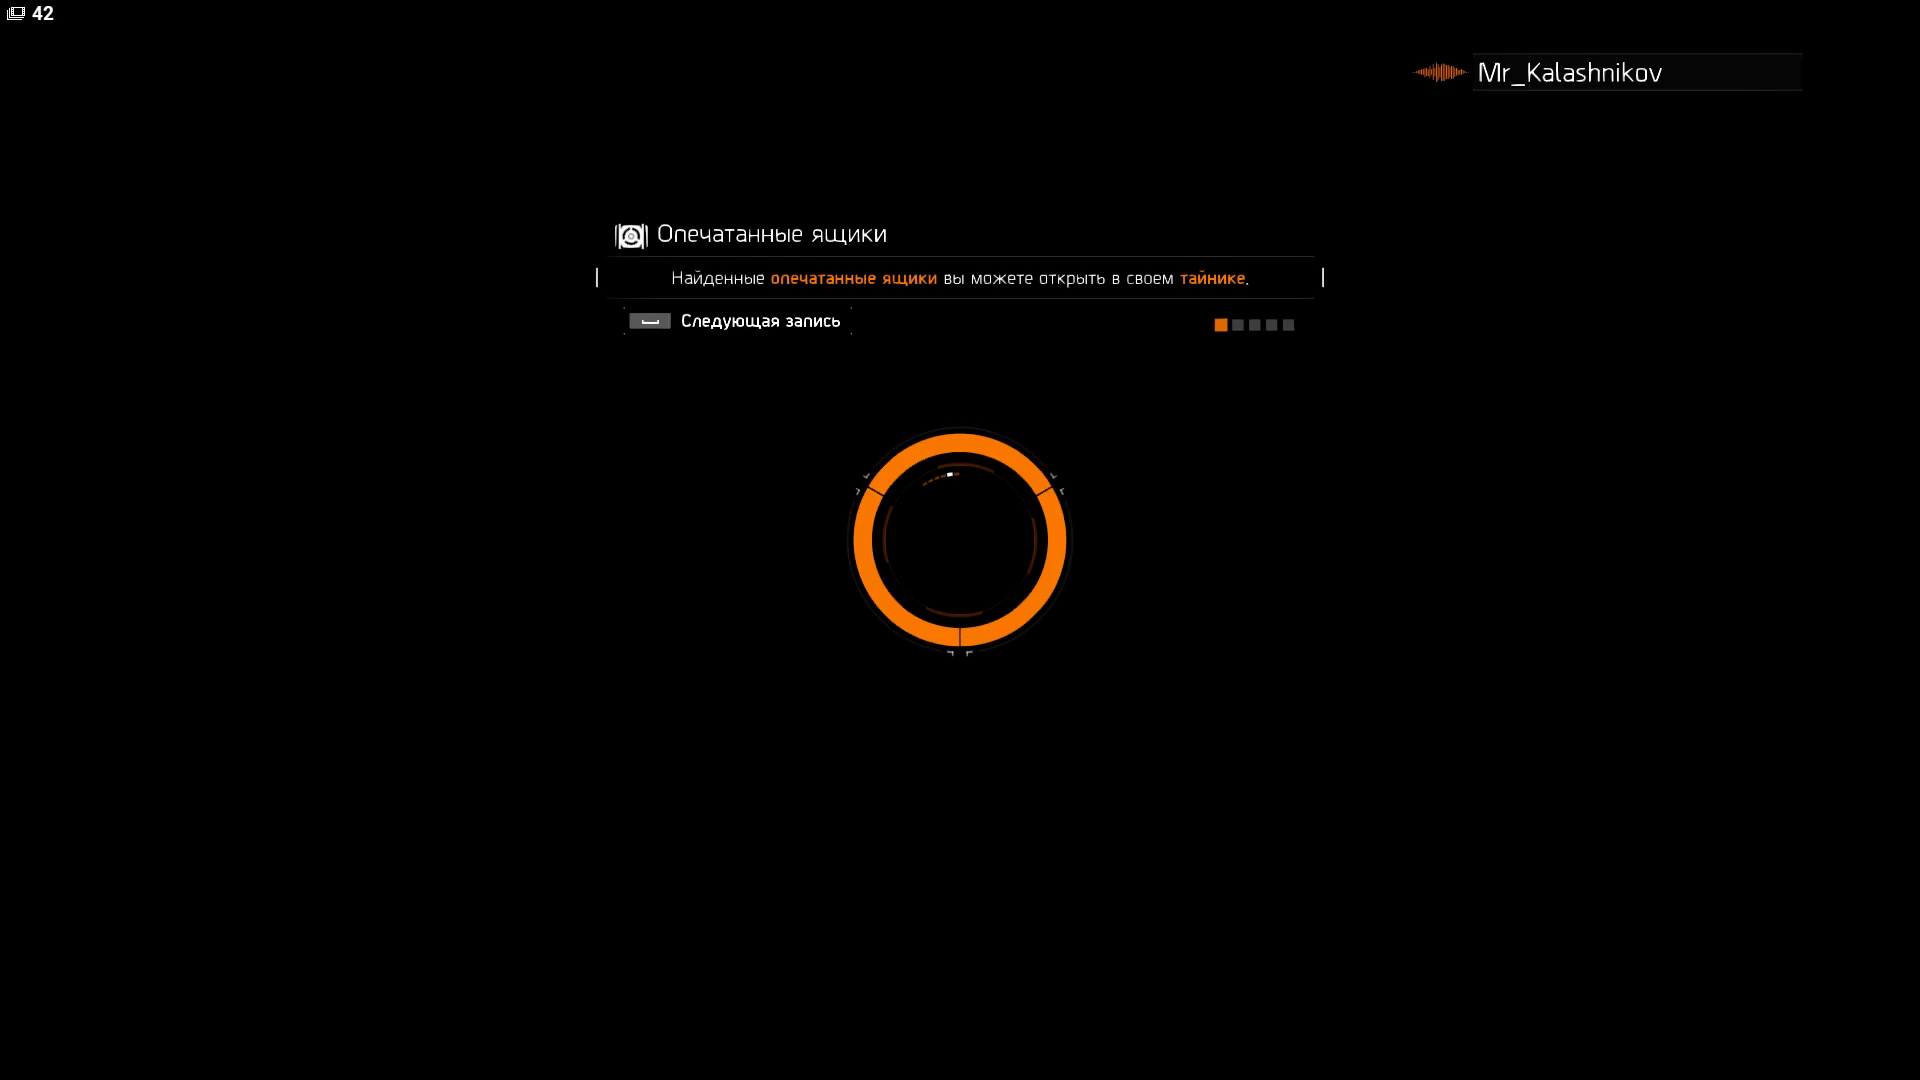 42
Mr_Kalashnikov
Опечатанные ящики
Найденные опечатанные ящики вы можете открыть в своем тайнике.
Следующая запись